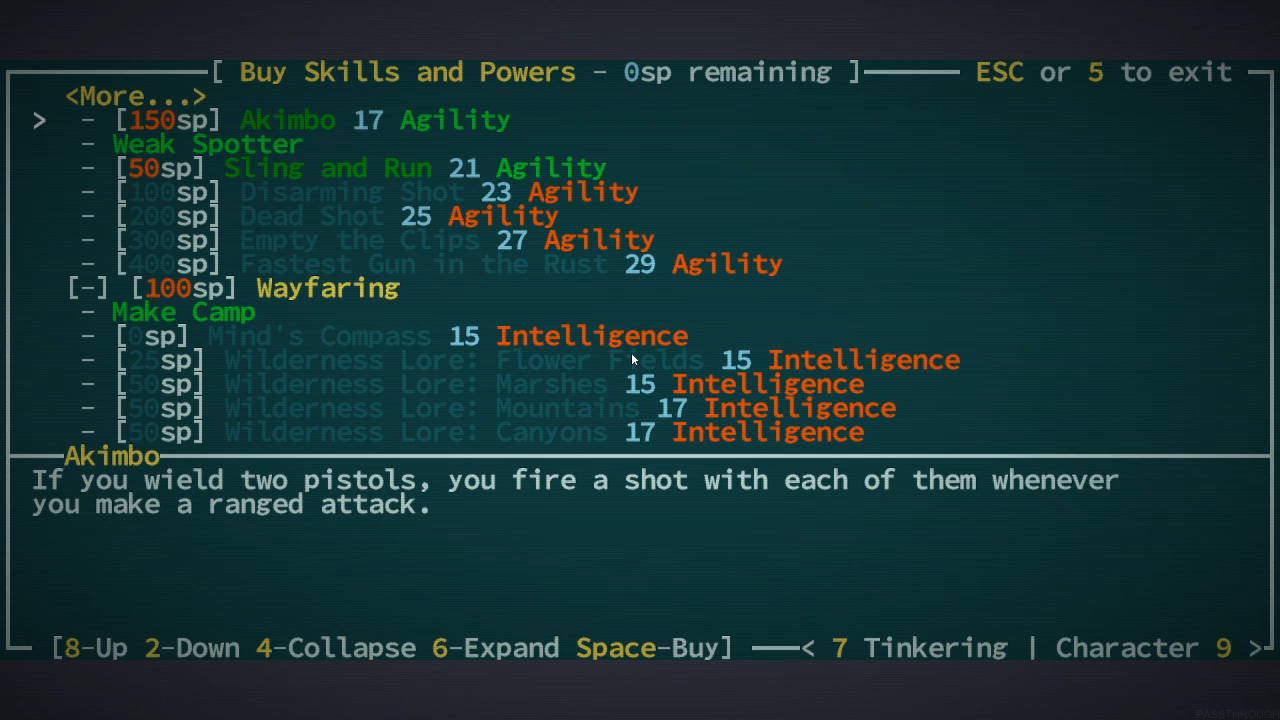 [ Buy Skills and Powers - 0sp remaining ] ESC or 5 to exit
<More...>
> - [150sp] Akimbo 17 Agility
- Weak Spotter
- [50sp] Sling and Run 21 Agility
- [100sp] Disarming Shot 23 Agility
- [200sp] Dead Shot 25 Agility
- [300sp] Empty the Clips 27 Agility
- [400sp] Fastest Gun in the Rust 29 Agility
[-] [100sp] Wayfaring
- Make Camp
- [0sp] Mind's Compass 15 Intelligence
- [25sp] Wilderness Lore: Flower Fields 15 Intelligence
- [50sp] Wilderness Lore: Marshes 15 Intelligence
- [50sp] Wilderness Lore: Mountains 17 Intelligence
- [50sp] Wilderness Lore: Canyons 17 Intelligence
Akimbo
If you wield two pistols, you fire a shot with each of them whenever
you make a ranged attack.
[8-Up 2-Down 4-Collapse 6-Expand Space-Buy] < 7 Tinkering | Character 9 >